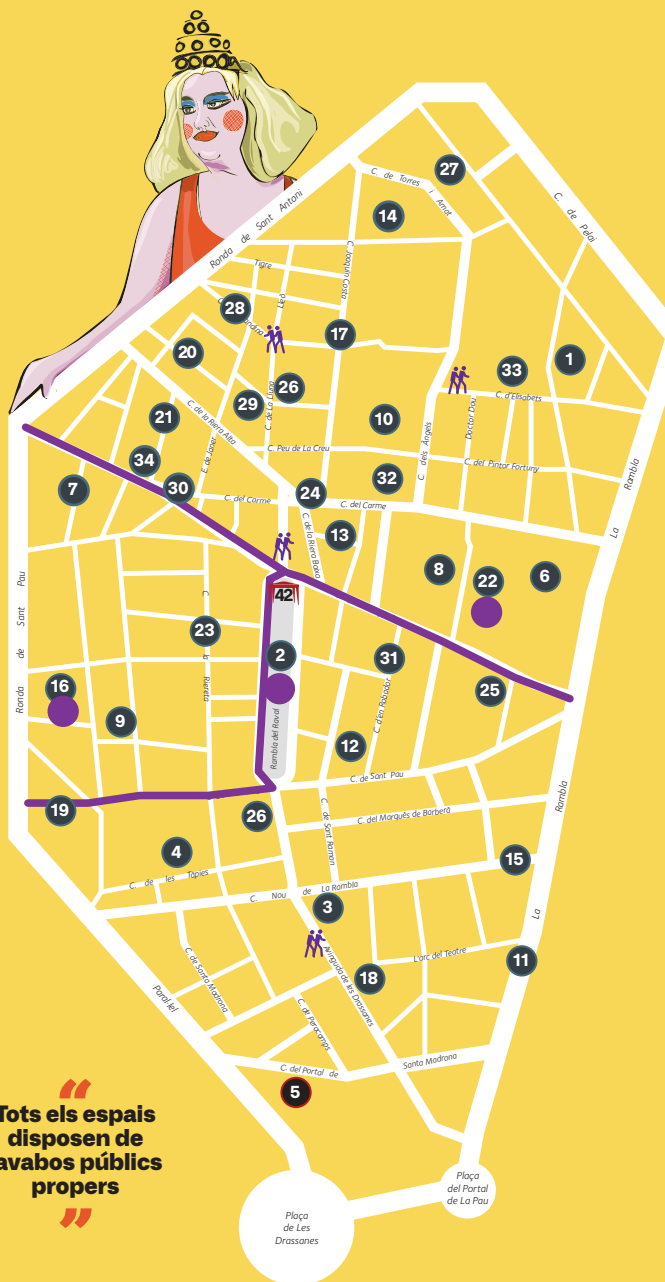 27
C. de Torres i Amat
14
C. de Pelai
Ronda de Sant Antoni
C. Joaquín Costa
Tigre
Lleó
28
17
20
33
1
C. d'Elisabets
26
29
C. de La Lluna
21
C. de la Riera Alta
10
Doctor Dou
C. dels Àngels
34
E. de Janer
C. Peu de La Creu
C. del Pintor Fortuny
7
30
24
32
C. del Carme
C. del Carme
La Rambla
13
C. de la Riera Baixa
8
22
6
42
Ronda de Sant Pau
23
C. la Riereta
2
31
16
25
C. d'en Robador
9
Rambla del Raval
12
C. de Sant Pau
19
26
C. de Sant Ramon
C. del Marquès de Barberà
La Rambla
4
15
C. de les Tàpies
C. Nou de La Rambla
3
C. de Santa Madrona
Avinguda de les Drassanes
18
L'arc del Teatre
11
Paral·lel
C. de Peracamps
C. del Portal de Santa Madrona
5
“
Tots els espais
disposen de
avabos públics
propers
”
Plaça
del Portal
de La Pau
Plaça
de Les
Drassanes